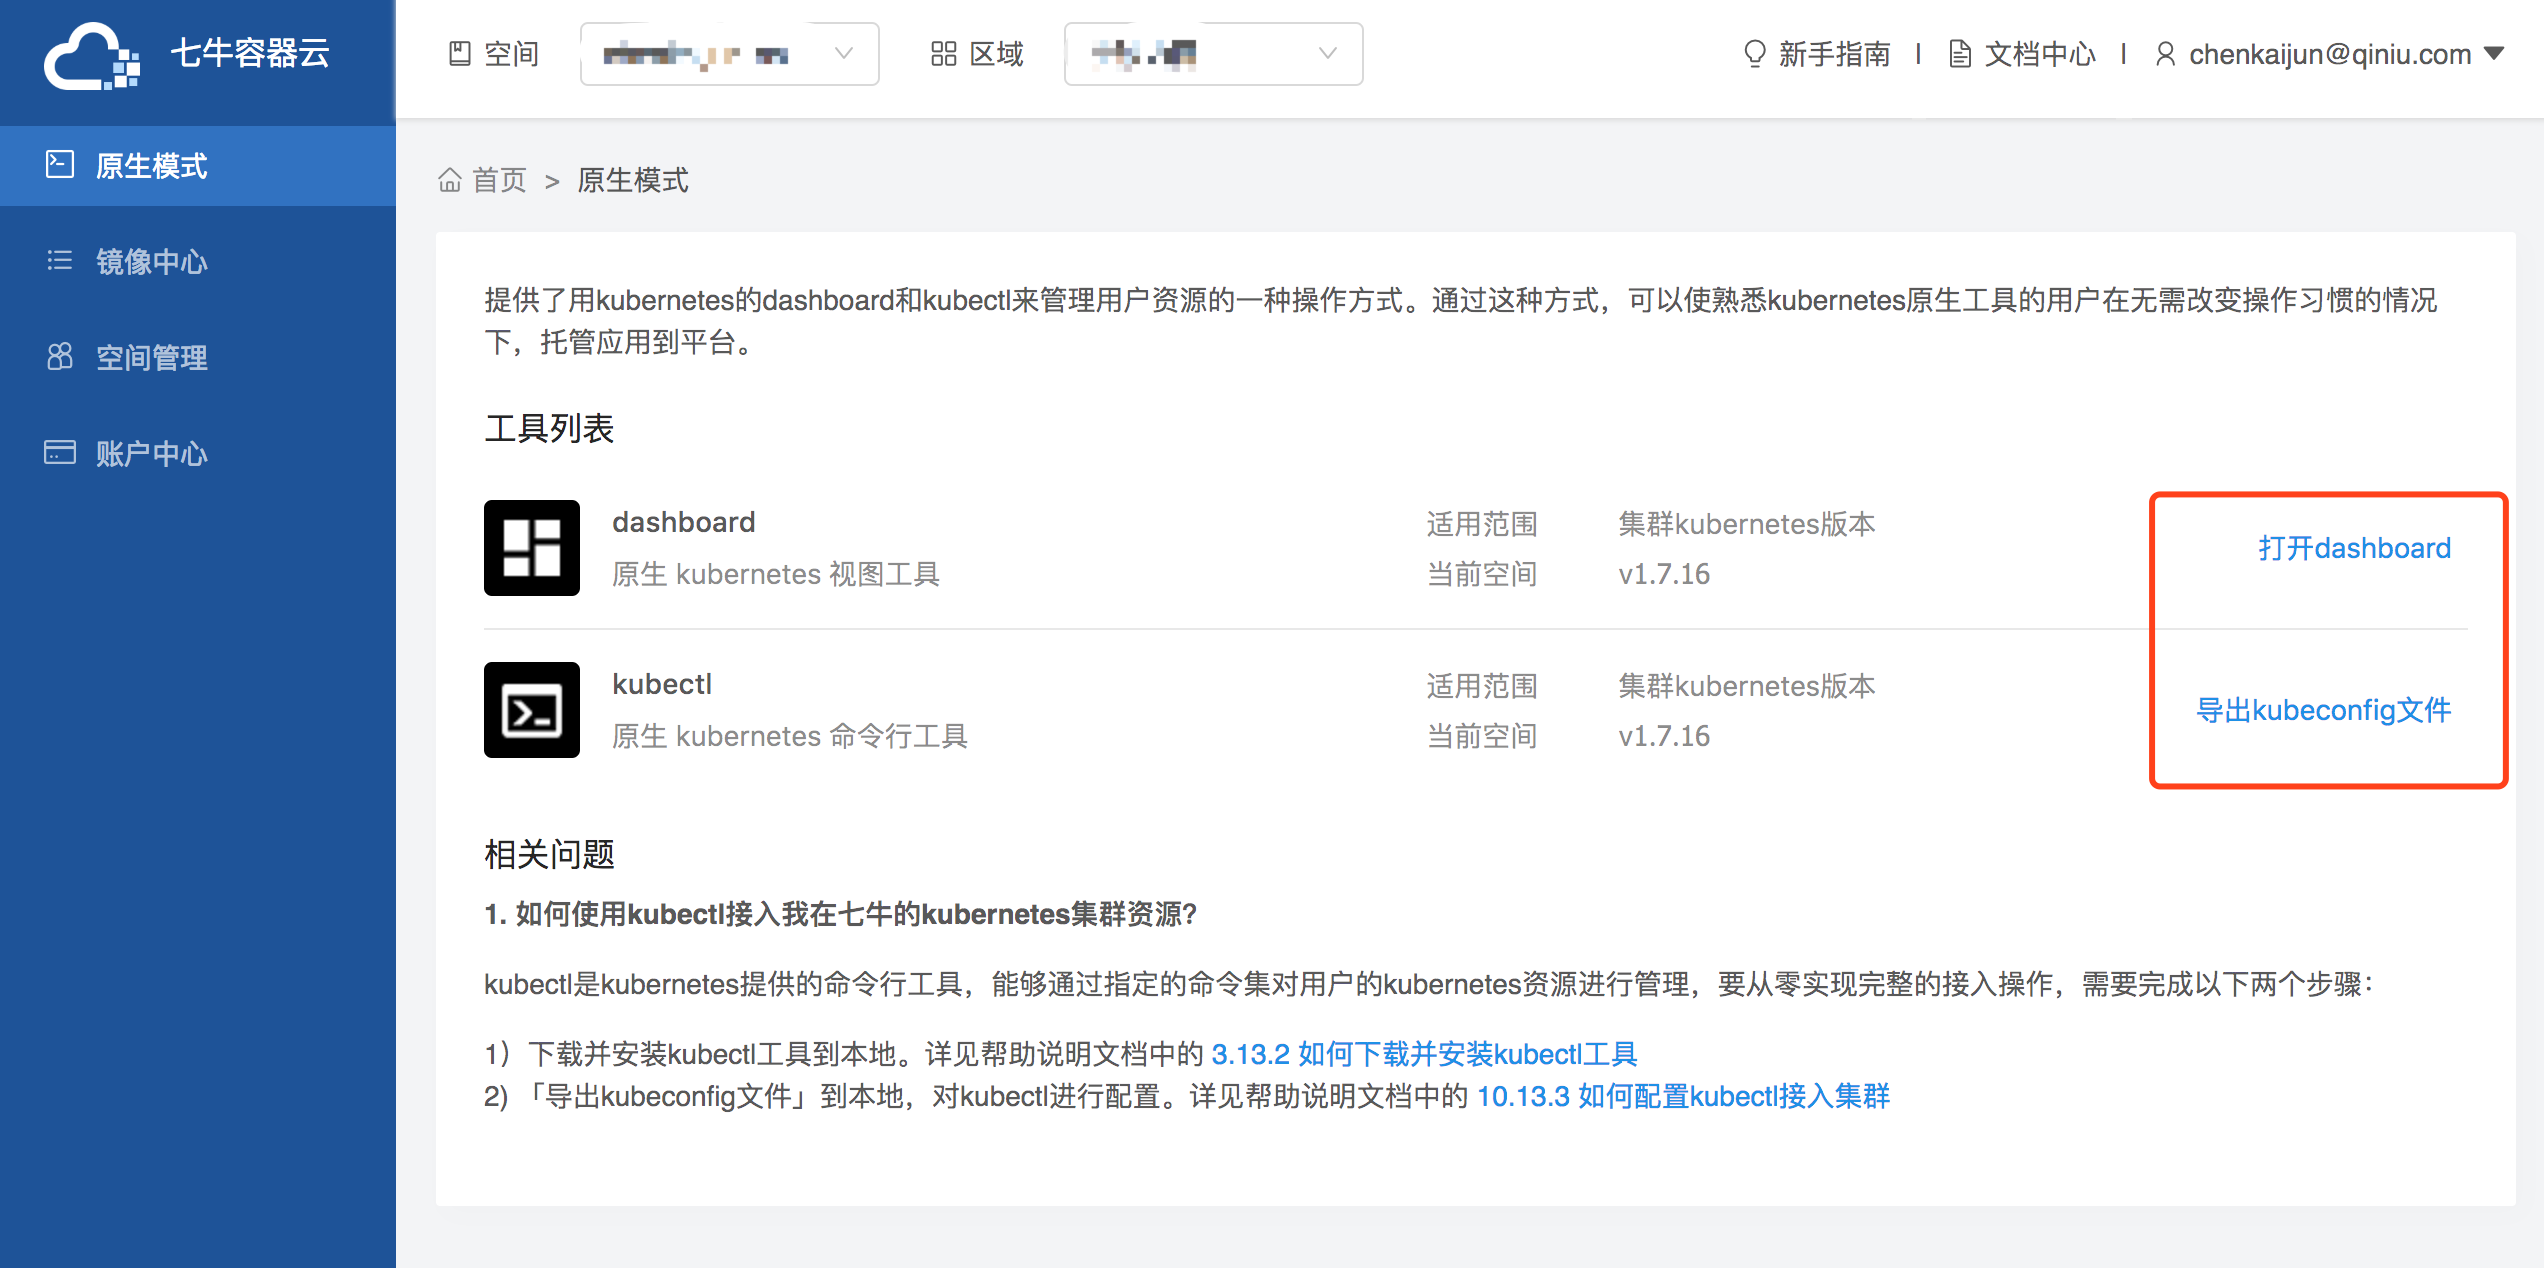 七牛容器云
空间
区域
新手指南
文档中心
chenkaijun@qiniu.com
原生模式
镜像中心
空间管理
账户中心
首页 > 原生模式
提供了用kubernetes的dashboard和kubectl来管理用户资源的一种操作方式。通过这种方式，可以使熟悉kubernetes原生工具的用户在无需改变操作习惯的情况
下，托管应用到平台。
工具列表
dashboard
原生 kubernetes 视图工具
适用范围 集群kubernetes版本
当前空间 v1.7.16
打开dashboard
kubectl
原生 kubernetes 命令行工具
适用范围 集群kubernetes版本
当前空间 v1.7.16
导出kubeconfig文件
相关问题
1. 如何使用kubectl接入我在七牛的kubernetes集群资源?
kubectl是kubernetes提供的命令行工具，能够通过指定的命令集对用户的kubernetes资源进行管理，要从零实现完整的接入操作，需要完成以下两个步骤：
1）下载并安装kubectl工具到本地。详见帮助说明文档中的 3.13.2 如何下载并安装kubectl工具
2) 「导出kubeconfig文件」到本地，对kubectl进行配置。详见帮助说明文档中的 10.13.3 如何配置kubectl接入集群